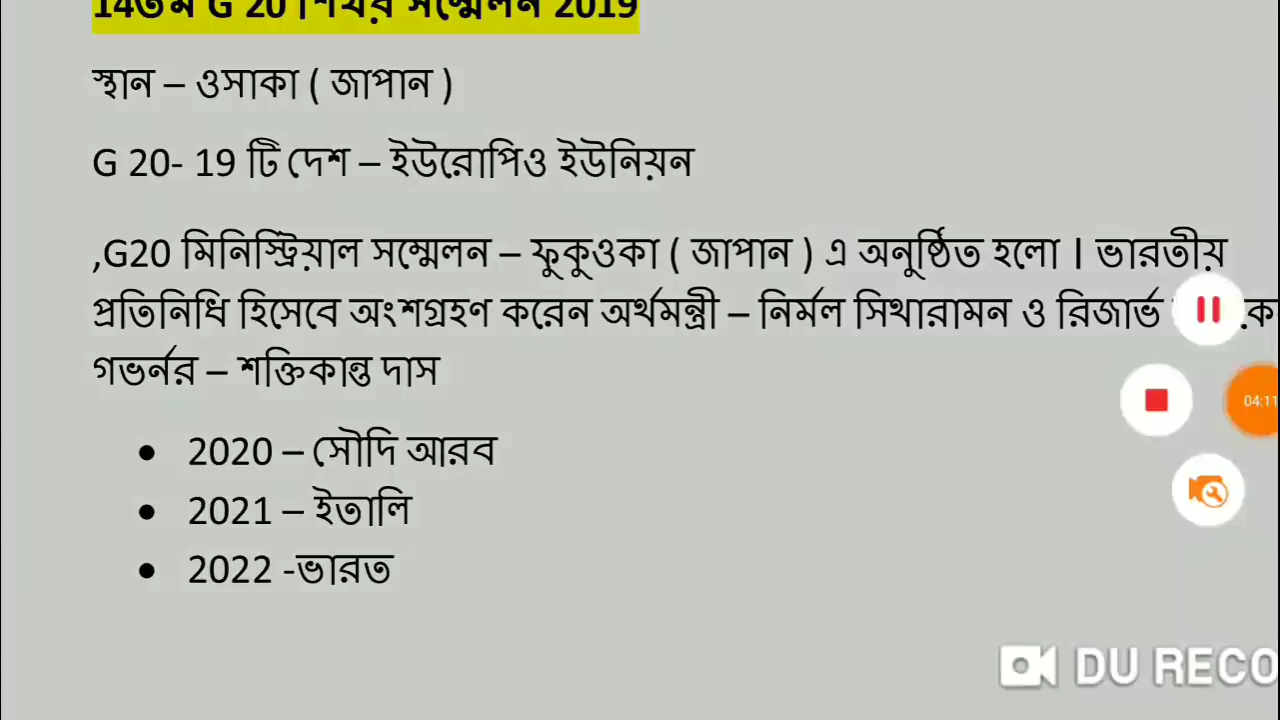 14তম G 20 শিখর সম্মেলন 2019
স্থান – ওসাকা ( জাপান )
G 20- 19 টি দেশ – ইউরোপিও ইউনিয়ন
,G20 মিনিস্ট্রিয়াল সম্মেলন – ফুকুওকা ( জাপান ) এ অনুষ্ঠিত হলো । ভারতীয়
প্রতিনিধি হিসেবে অংশগ্রহণ করেন অর্থমন্ত্রী – নির্মল সিথারামন ও রিজার্ভ
গভর্নর – শক্তিকান্ত দাস
• 2020 – সৌদি আরব
• 2021 – ইতালি
• 2022 -ভারত
04:11
DU RECO